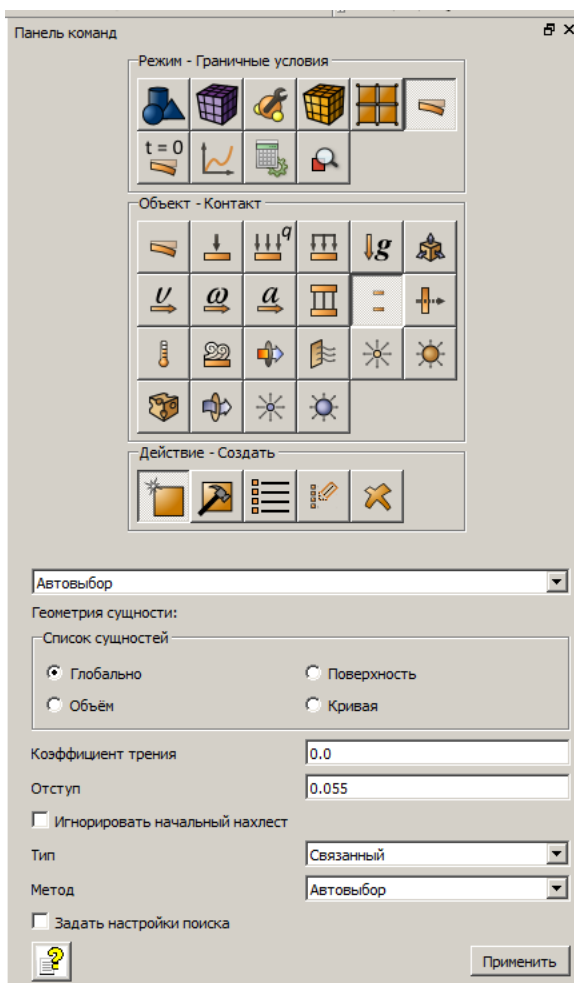 Панель команд
Режим - Граничные условия
t = 0
Объект - Контакт
q
g
υ ω a
Действие - Создать
Автовыбор
Геометрия сущности:
Список сущностей
Глобально Поверхность
Объём Кривая
Коэффициент трения 0.0
Отступ 0.055
Игнорировать начальный нахлест
Тип Связанный
Метод Автовыбор
Задать настройки поиска
Применить